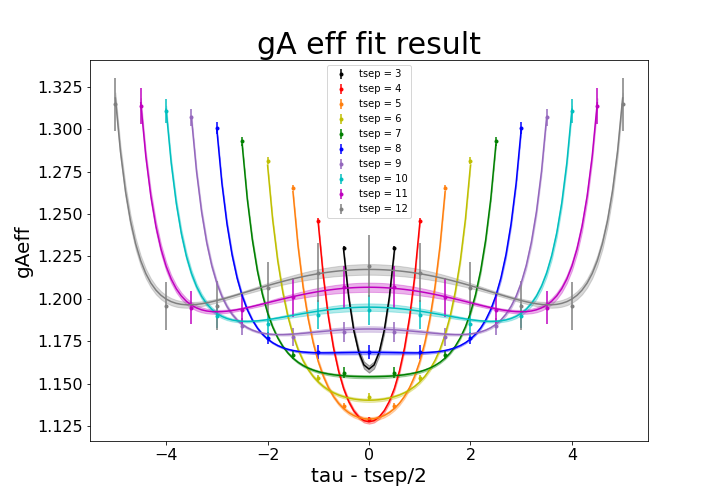 gA eff fit result
tsep = 3
tsep = 4
tsep = 5
tsep = 6
tsep = 7
tsep = 8
tsep = 9
tsep = 10
tsep = 11
tsep = 12
gAeff
1.325
1.300
1.275
1.250
1.225
1.200
1.175
1.150
1.125
−4
−2
0
2
4
tau - tsep/2